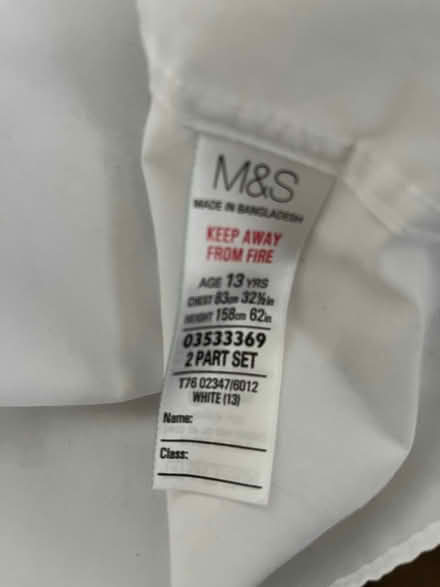 M&S
MADE IN BANGLADESH
KEEP AWAY
FROM FIRE
AGE 13 YRS
CHEST 83cm 32½in
HEIGHT 158cm 62in
03533369
2 PART SET
T76 02347/6012
WHITE (13)
Name:
Class: